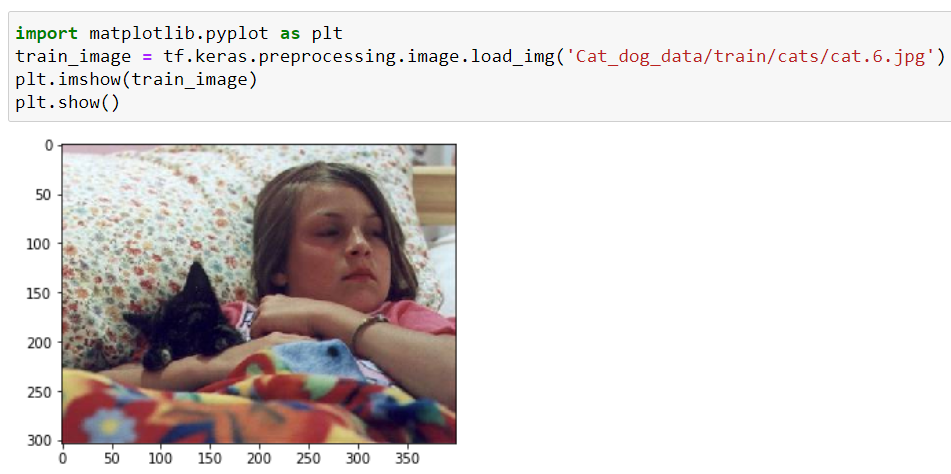 import matplotlib.pyplot as plt
train_image = tf.keras.preprocessing.image.load_img('Cat_dog_data/train/cats/cat.6.jpg')
plt.imshow(train_image)
plt.show()
0
50
100
150
200
250
300
0 50 100 150 200 250 300 350